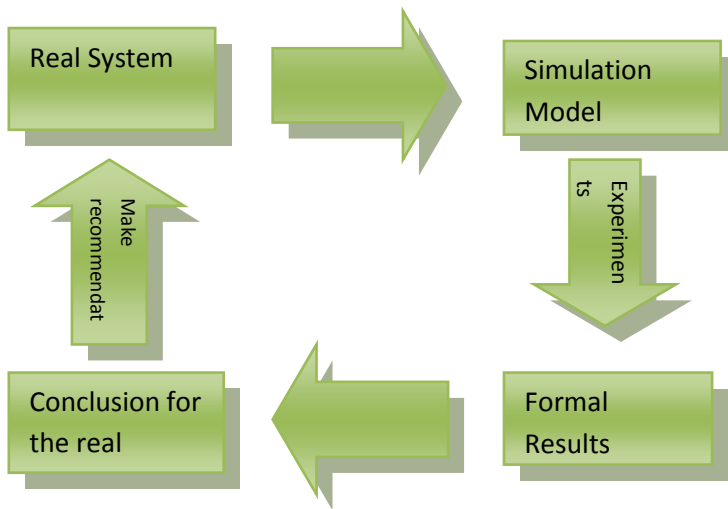 Real System
Simulation
Model
Experimen
ts
Make
recommendat
Conclusion for
the real
Formal
Results